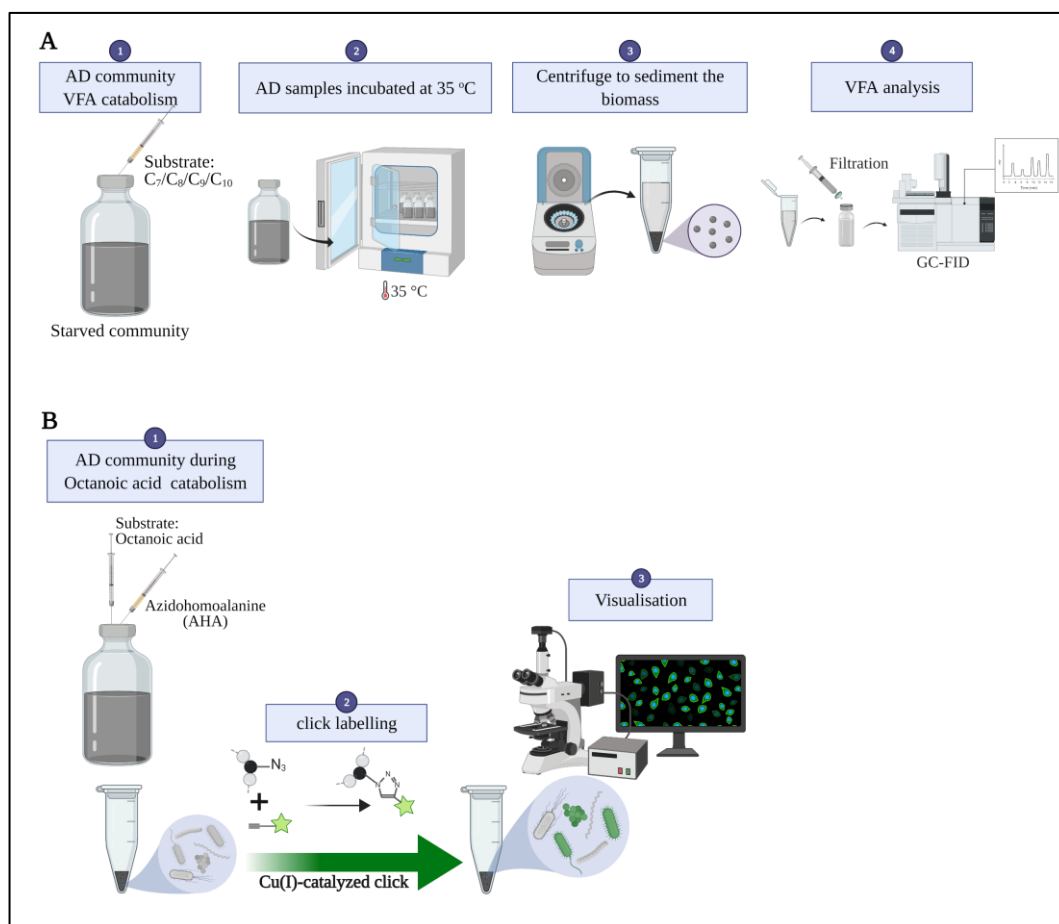 A
1
AD community
VFA catabolism
Substrate:
C₇/C₈/C₉/C₁₀
Starved community
2
AD samples incubated at 35 °C
35 °C
3
Centrifuge to sediment the
biomass
4
VFA analysis
Filtration
GC-FID
B
1
AD community during
Octanoic acid catabolism
Substrate:
Octanoic acid
Azidohomoalanine
(AHA)
2
click labelling
N₃
N
N
N
Cu(I)-catalyzed click
3
Visualisation